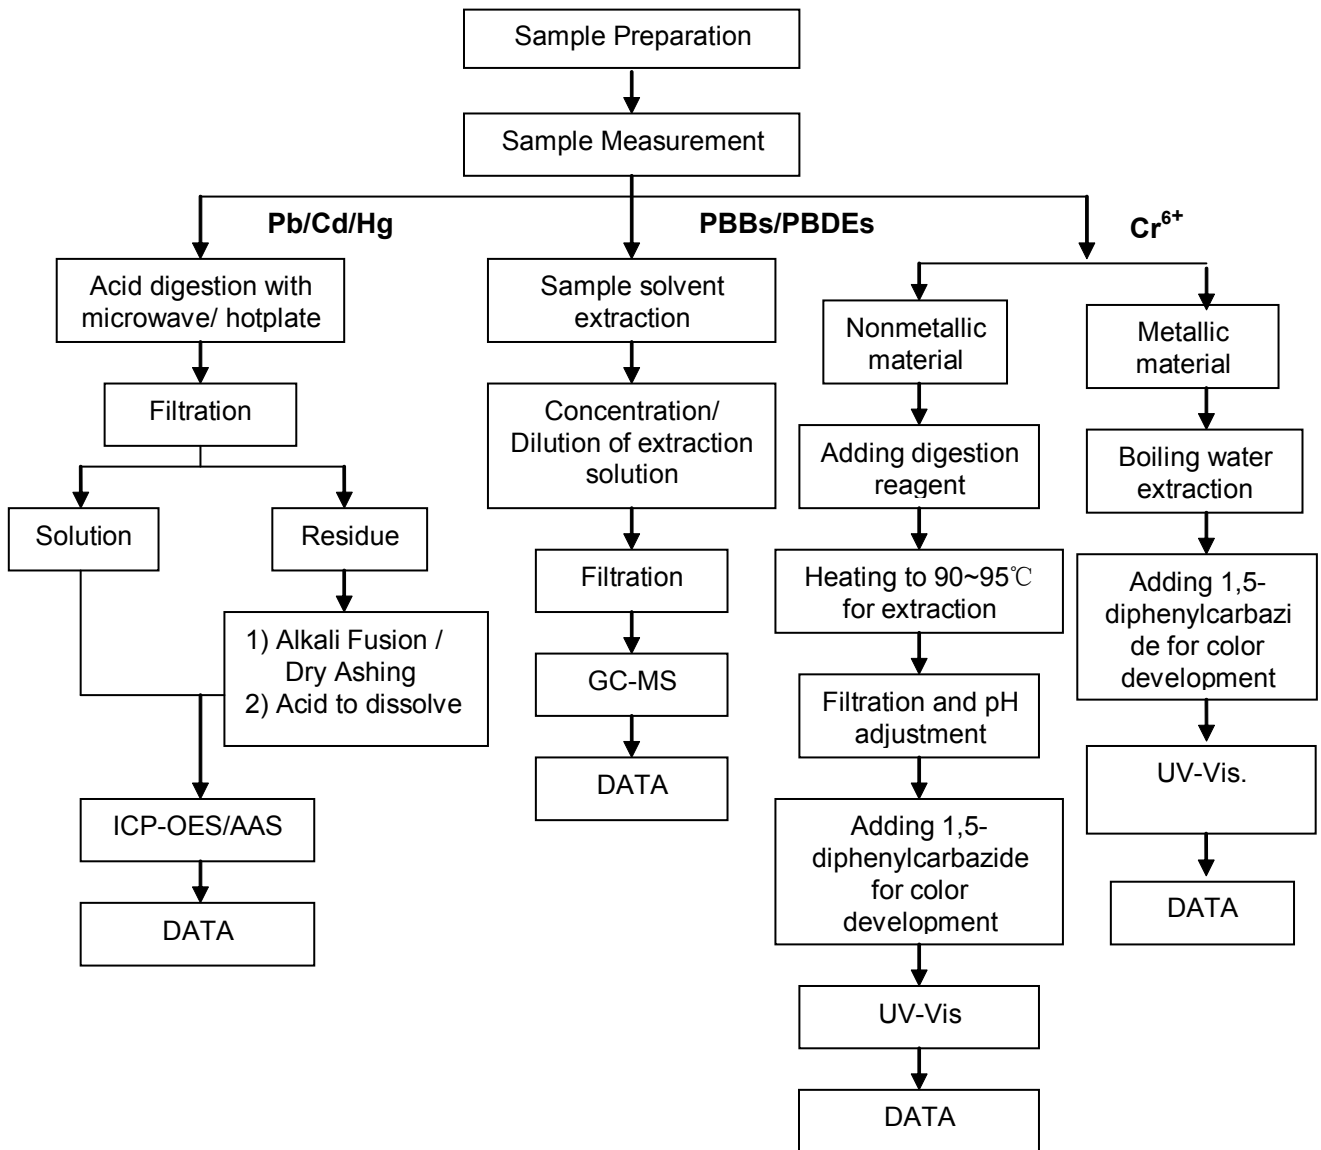 Sample Preparation
Sample Measurement
Pb/Cd/Hg
PBBs/PBDEs
Cr6+
Acid digestion with
microwave/ hotplate
Filtration
Solution
Residue
1) Alkali Fusion /
Dry Ashing
2) Acid to dissolve
ICP-OES/AAS
DATA
Sample solvent
extraction
Concentration/
Dilution of extraction
solution
Filtration
GC-MS
DATA
Nonmetallic
material
Adding digestion
reagent
Heating to 90~95℃
for extraction
Filtration and pH
adjustment
Adding 1,5-
diphenylcarbazide
for color
development
UV-Vis
DATA
Metallic
material
Boiling water
extraction
Adding 1,5-
diphenylcarbazi
de for color
development
UV-Vis.
DATA